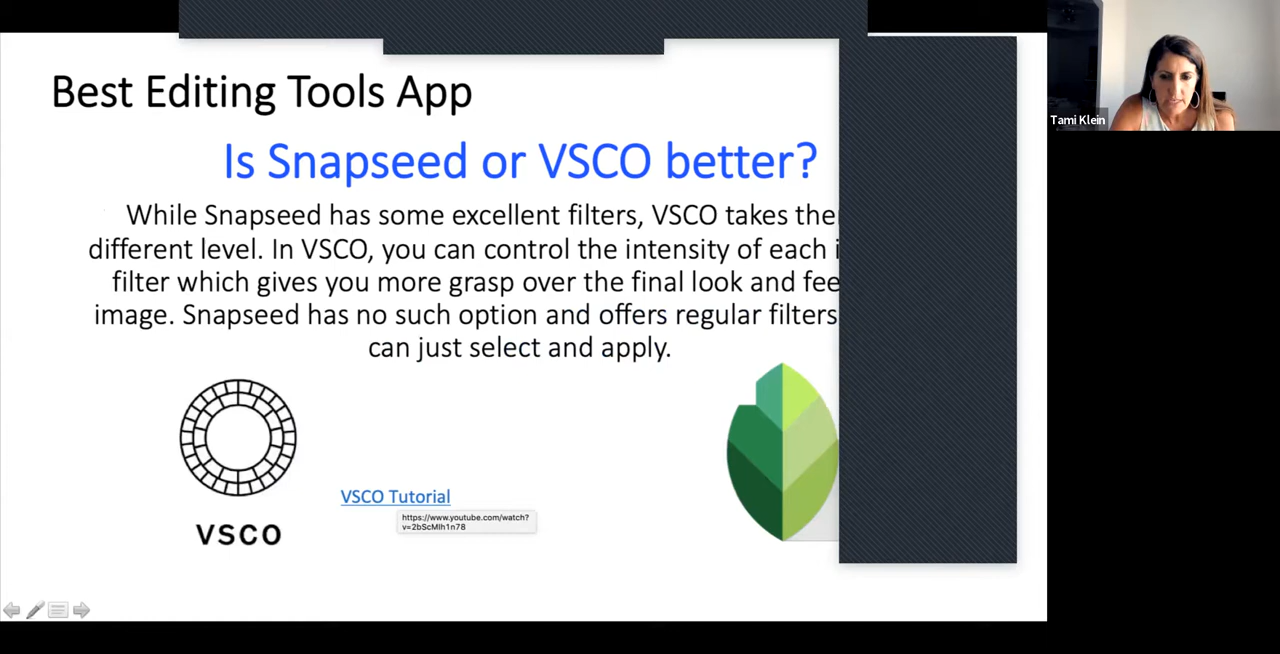 Best Editing Tools App
Tami Klein
Is Snapseed or VSCO better?
While Snapseed has some excellent filters, VSCO takes the
different level. In VSCO, you can control the intensity of each
filter which gives you more grasp over the final look and
image. Snapseed has no such option and offers regular filters
can just select and apply.
VSCO Tutorial
https://www.youtube.com/watch?
v=2bScMlh1n78
VSCO